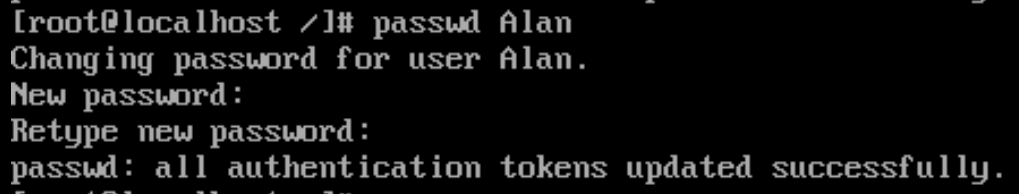 [root@localhost /]# passwd Alan
Changing password for user Alan.
New password:
Retype new password:
passwd: all authentication tokens updated successfully.